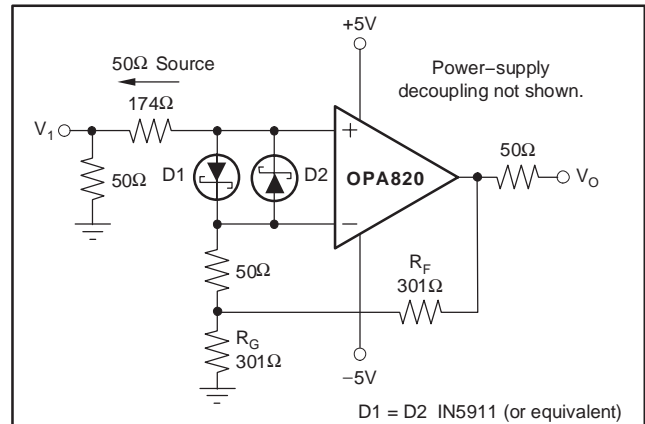 +5V
50Ω Source
Power–supply
decoupling not shown.
174Ω
V1
50Ω
D1
D2
+
OPA820
–
50Ω
VO
50Ω
RF
301Ω
RG
301Ω
–5V
D1 = D2 IN5911 (or equivalent)